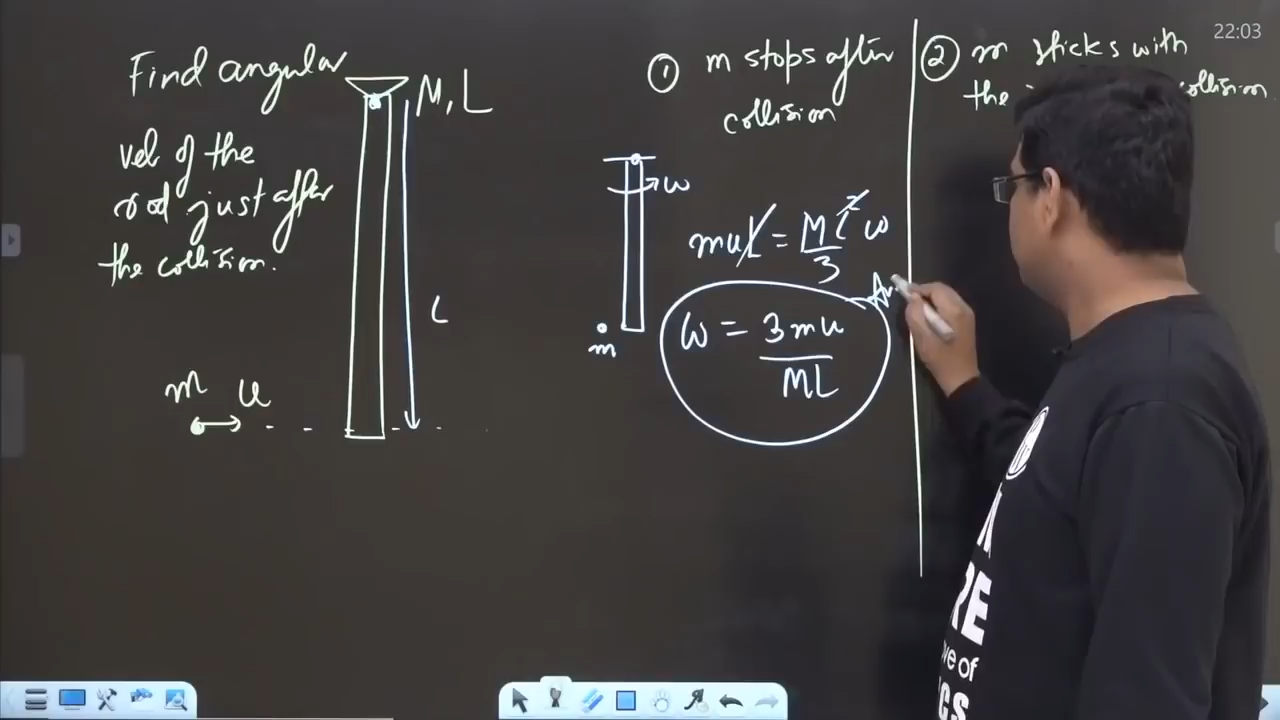 22:03
Find angular
vel of the
rod just after
the collision.
M, L
L
m u
① m stops after
collision
ω
m
muL = ML²/3 ω
ω = 3mu/ML
② m sticks with
the
collision